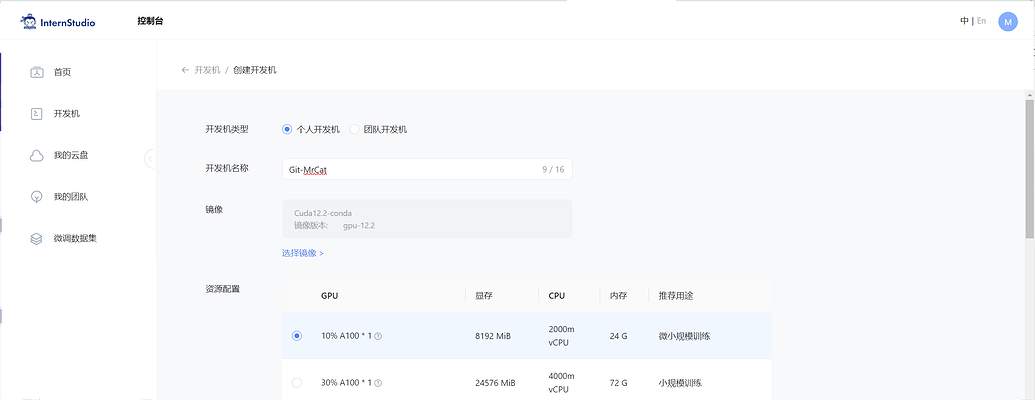 InternStudio
控制台
中 | En
M
首页
开发机
我的云盘
我的团队
微调数据集
← 开发机 / 创建开发机
开发机类型 个人开发机 团队开发机
开发机名称 Git-MrCat 9 / 16
镜像 Cuda12.2-conda
镜像版本: gpu-12.2
选择镜像 >
资源配置
GPU 显存 CPU 内存 推荐用途
10% A100 * 1 8192 MiB 2000m vCPU 24 G 微小规模训练
30% A100 * 1 24576 MiB 4000m vCPU 72 G 小规模训练